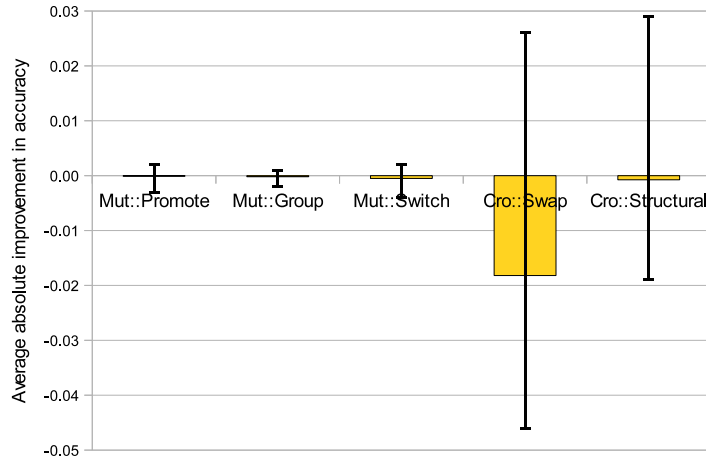 Average absolute improvement in accuracy
0.03
0.02
0.01
0.00
-0.01
-0.02
-0.03
-0.04
-0.05
Mut::Promote
Mut::Group
Mut::Switch
Cro::Swap
Cro::Structural